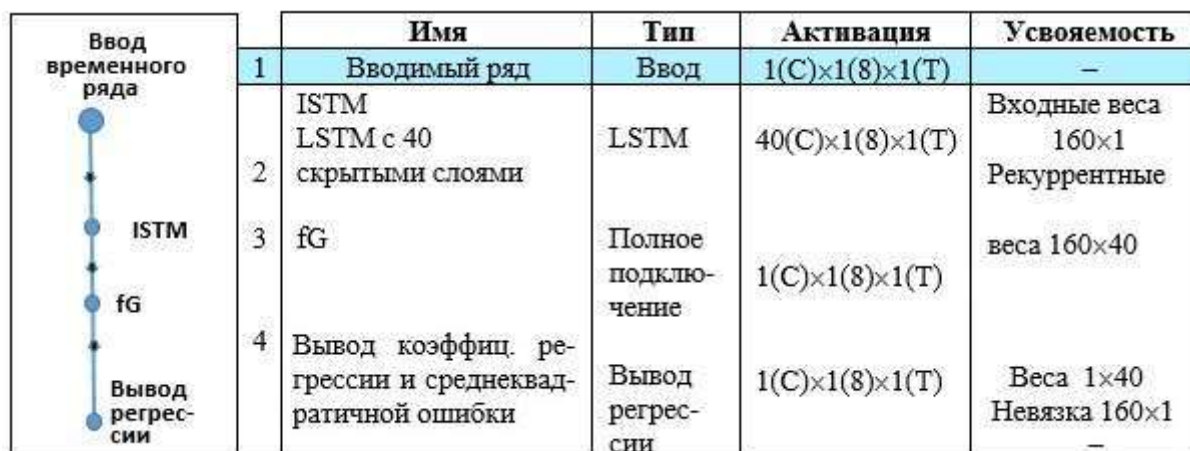 Ввод
временного
ряда
ISTM
fG
Вывод
регрес-
сии
Имя Тип Активация Усвояемость
1 Вводимый ряд Ввод 1(C)×1(8)×1(T) –
ISTM Входные веса
LSTM с 40 LSTM 40(C)×1(8)×1(T) 160×1
2 скрытыми слоями Рекуррентные
3 fG Полное веса 160×40
подклю- 1(C)×1(8)×1(T)
чение
4 Вывод коэффиц. ре-
грессии и среднеквад- Вывод 1(C)×1(8)×1(T) Веса 1×40
ратичной ошибки регрес- Невязка 160×1
сии –